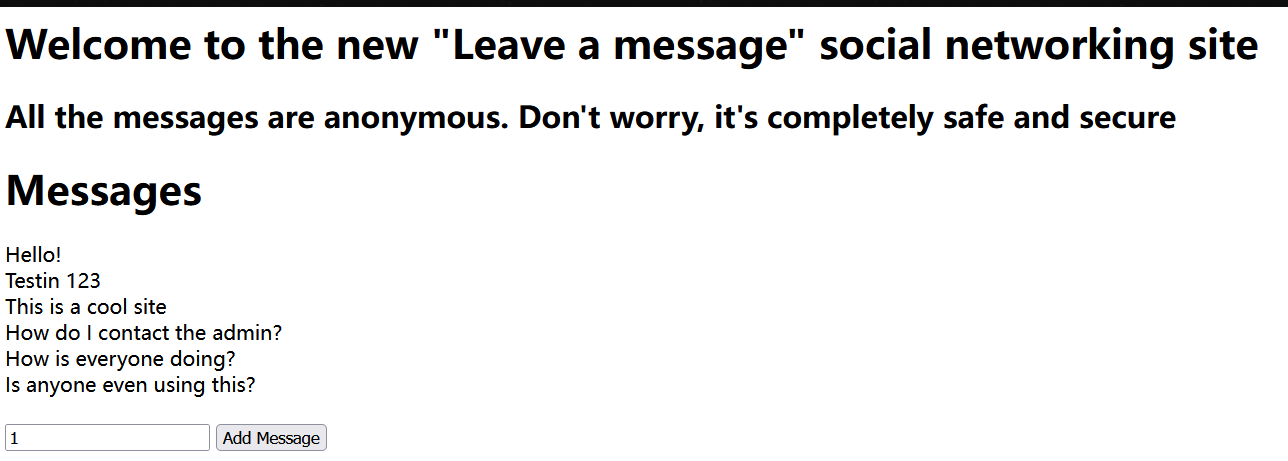 Welcome to the new "Leave a message" social networking site
All the messages are anonymous. Don't worry, it's completely safe and secure
Messages
Hello!
Testin 123
This is a cool site
How do I contact the admin?
How is everyone doing?
Is anyone even using this?
1 Add Message